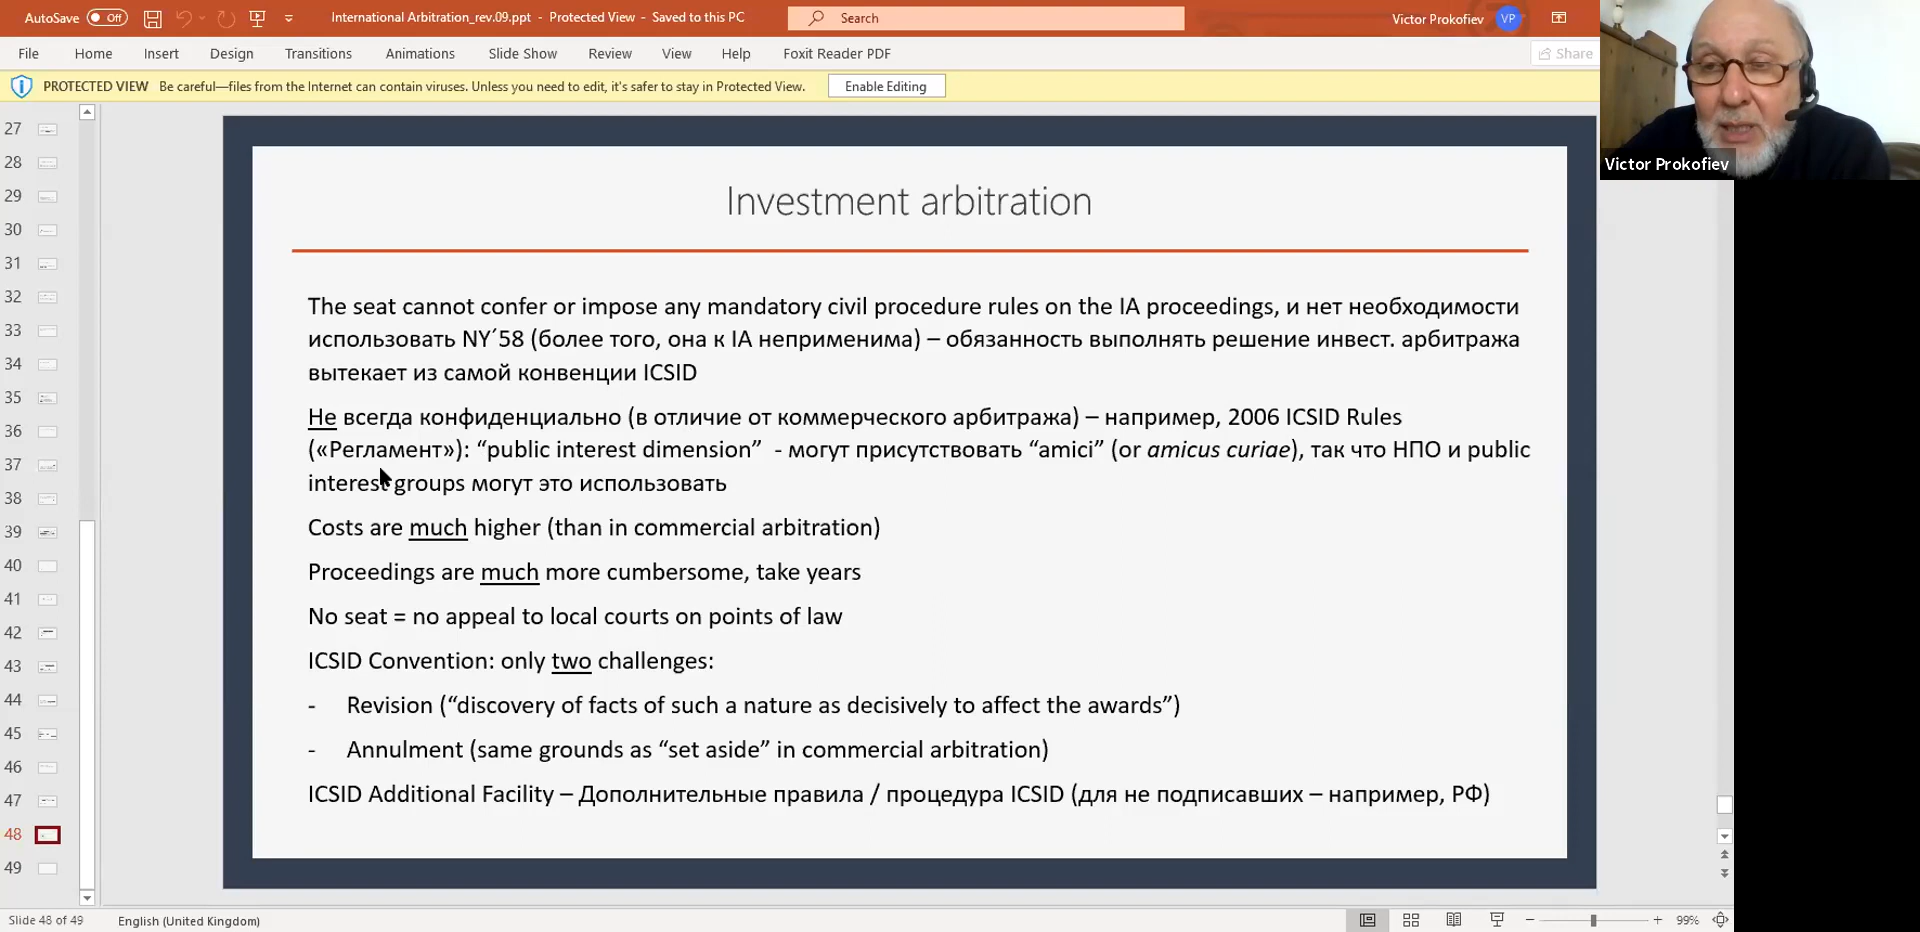 AutoSave Off
International Arbitration_rev.09.ppt - Protected View - Saved to this PC
Search
Victor Prokofiev VP
File Home Insert Design Transitions Animations Slide Show Review View Help Foxit Reader PDF Share
PROTECTED VIEW Be careful—files from the Internet can contain viruses. Unless you need to edit, it's safer to stay in Protected View. Enable Editing
Victor Prokofiev
27
28
29
30
31
32
33
34
35
36
37
38
39
40
41
42
43
44
45
46
47
48
49
Investment arbitration
The seat cannot confer or impose any mandatory civil procedure rules on the IA proceedings, и нет необходимости
использовать NY´58 (более того, она к IA неприменима) – обязанность выполнять решение инвест. арбитража
вытекает из самой конвенции ICSID
Не всегда конфиденциально (в отличие от коммерческого арбитража) – например, 2006 ICSID Rules
(«Регламент»): “public interest dimension” - могут присутствовать “amici” (or amicus curiae), так что НПО и public
interest groups могут это использовать
Costs are much higher (than in commercial arbitration)
Proceedings are much more cumbersome, take years
No seat = no appeal to local courts on points of law
ICSID Convention: only two challenges:
- Revision (“discovery of facts of such a nature as decisively to affect the awards”)
- Annulment (same grounds as “set aside” in commercial arbitration)
ICSID Additional Facility – Дополнительные правила / процедура ICSID (для не подписавших – например, РФ)
Slide 48 of 49 English (United Kingdom) 99%